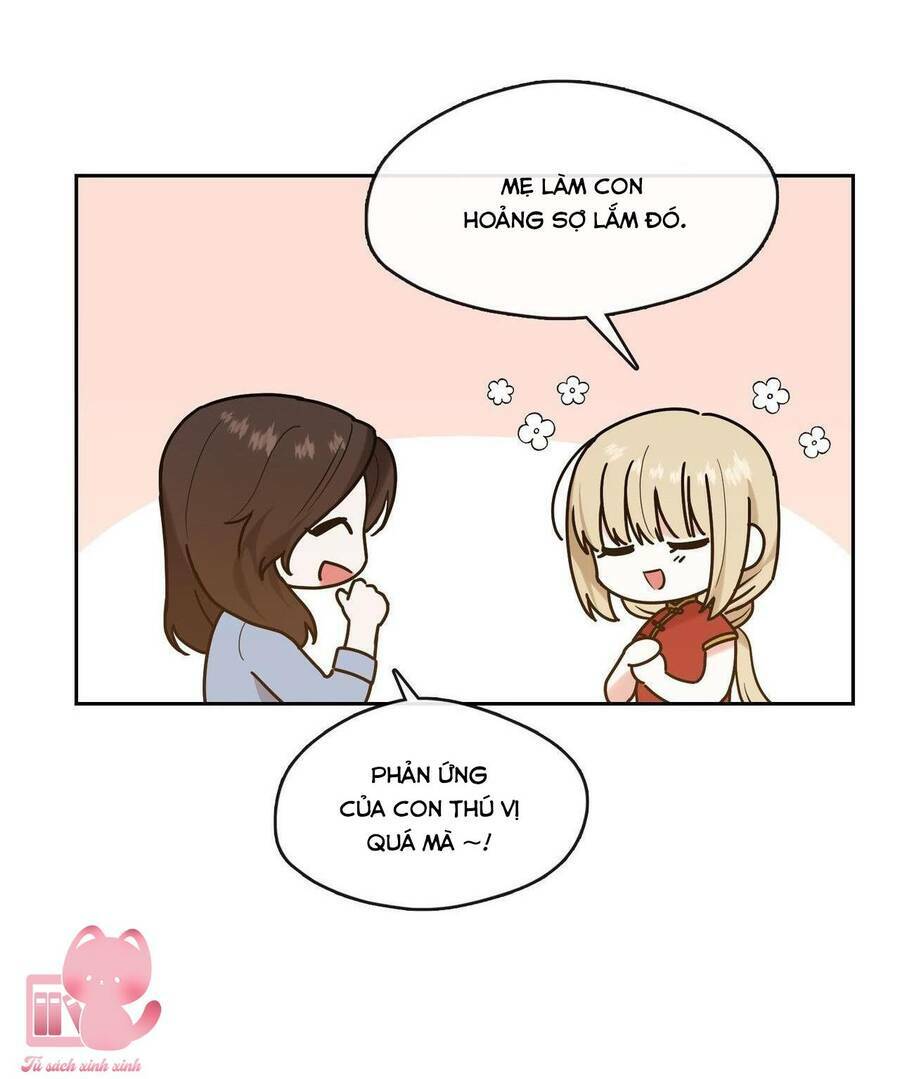 MẸ LÀM CON
HOẢNG SỢ LẮM ĐÓ.
PHẢN ỨNG
CỦA CON THÚ VỊ
QUÁ MÀ ~!
Tủ sách xinh xinh